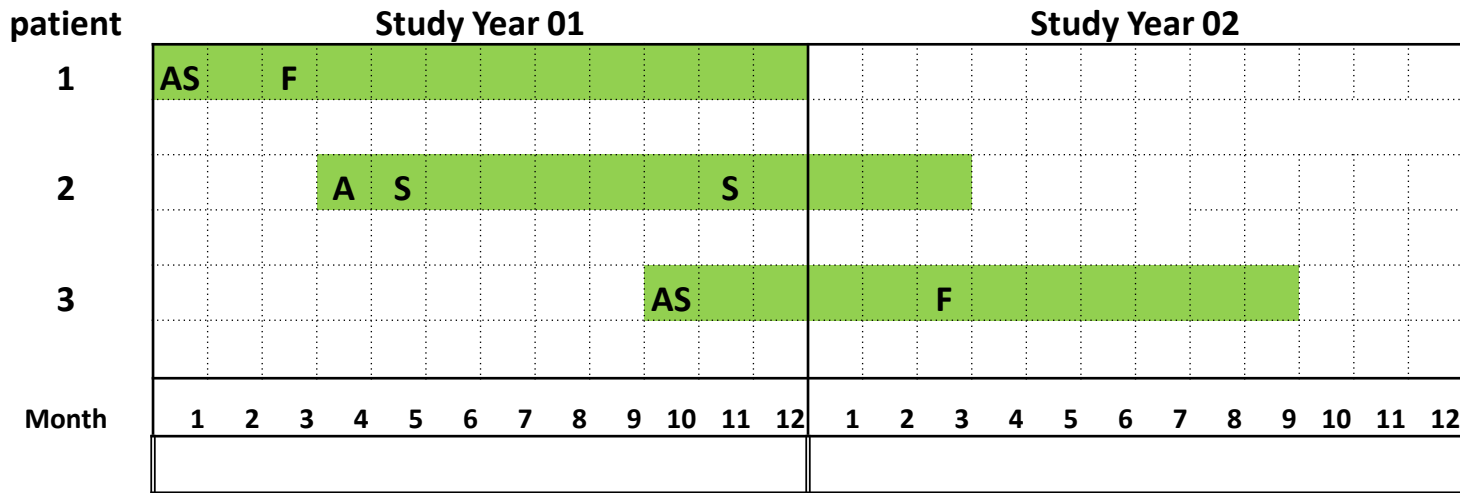 patient Study Year 01 Study Year 02
1 AS F
2 A S S
3 AS F
Month 1 2 3 4 5 6 7 8 9 10 11 12 1 2 3 4 5 6 7 8 9 10 11 12